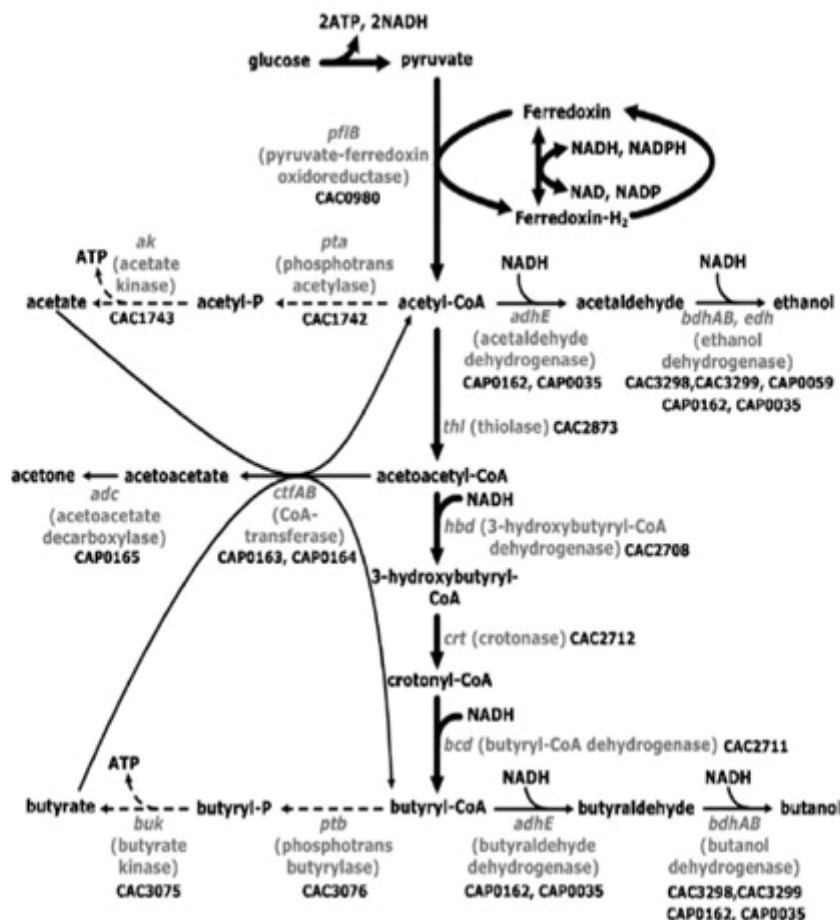 2ATP, 2NADH
glucose
pyruvate
pflB
(pyruvate-ferredoxin
oxidoreductase)
CAC0980
Ferredoxin
NADH, NADPH
NAD, NADP
Ferredoxin-H₂
ATP
ak
(acetate
kinase)
pta
(phosphotrans
acetylase)
NADH
NADH
acetate
acetyl-P
acetyl-CoA
acetaldehyde
ethanol
CAC1743
CAC1742
adhE
(acetaldehyde
dehydrogenase)
CAP0162, CAP0035
bdhAB, edh
(ethanol
dehydrogenase)
CAC3298,CAC3299, CAP0059
CAP0162, CAP0035
thl (thiolase) CAC2873
acetone
acetoacetate
acetoacetyl-CoA
adc
(acetoacetate
decarboxylase)
CAP0165
ctfAB
(CoA-
transferase)
CAP0163, CAP0164
NADH
hbd (3-hydroxybutyryl-CoA
dehydrogenase) CAC2708
3-hydroxybutyryl-
CoA
crt (crotonase) CAC2712
crotonyl-CoA
NADH
bcd (butyryl-CoA dehydrogenase) CAC2711
ATP
NADH
NADH
butyrate
butyryl-P
butyryl-CoA
butyraldehyde
butanol
buk
(butyrate
kinase)
CAC3075
ptb
(phosphotrans
butyrylase)
CAC3076
adhE
(butyraldehyde
dehydrogenase)
CAP0162, CAP0035
bdhAB
(butanol
dehydrogenase)
CAC3298,CAC3299
CAP0162, CAP0035